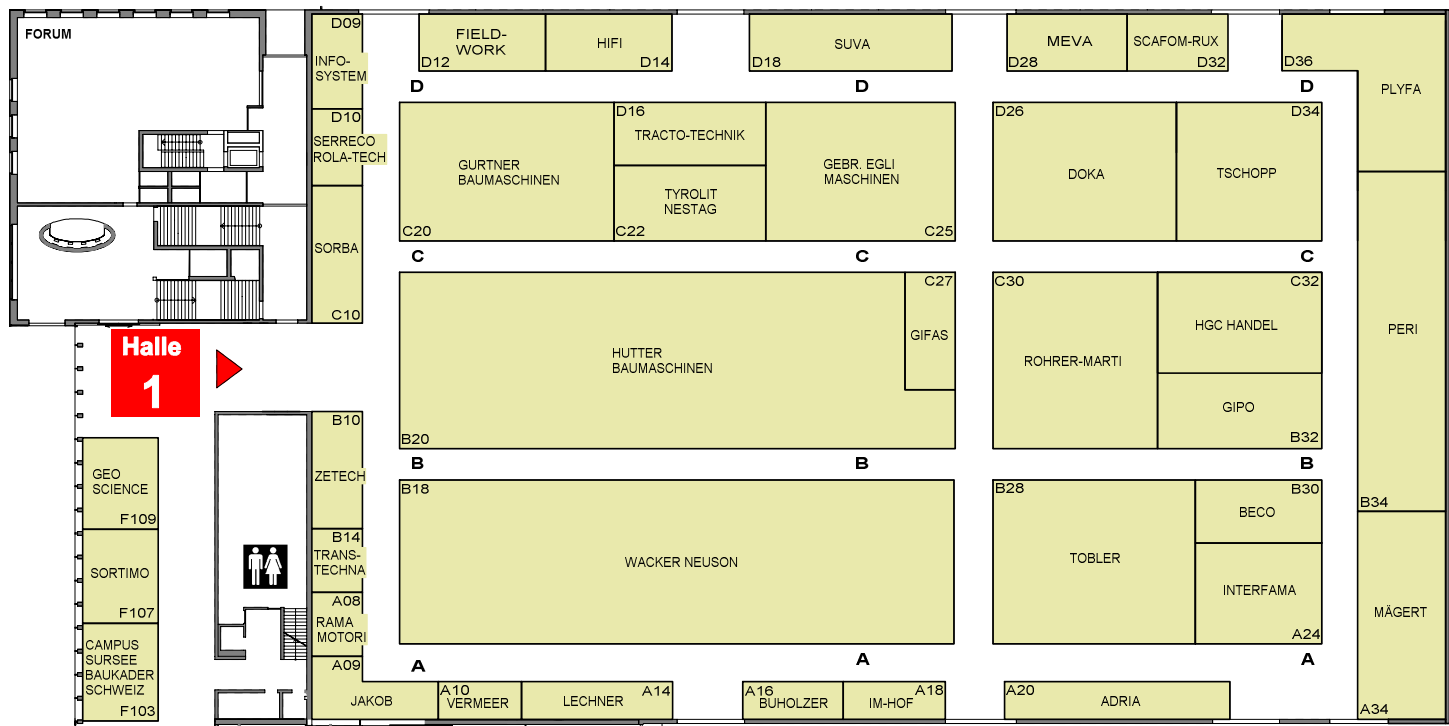 FORUM
D09
INFO-
SYSTEM
D10
SERRECO
ROLA-TECH
SORBA
C10
FIELD-
WORK
D12
HIFI
D14
SUVA
D18
MEVA
D28
SCAFOM-RUX
D32
D36
PLYFA
D
D
D
GURTNER
BAUMASCHINEN
C20
D16
TRACTO-TECHNIK
TYROLIT
NESTAG
C22
GEBR. EGLI
MASCHINEN
C25
D26
DOKA
D34
TSCHOPP
C
C
C
Halle
1
HUTTER
BAUMASCHINEN
B20
C27
GIFAS
C30
ROHRER-MARTI
C32
HGC HANDEL
GIPO
B32
PERI
B34
B
B
B
B10
ZETECH
B14
TRANS-
TECHNA
A08
RAMA
MOTORI
A09
JAKOB
GEO
SCIENCE
F109
SORTIMO
F107
CAMPUS
SURSEE
BAUKADER
SCHWEIZ
F103
B18
WACKER NEUSON
B28
TOBLER
B30
BECO
INTERFAMA
A24
MÄGERT
A34
A
A
A
A10
VERMEER
LECHNER
A14
A16
BUHOLZER
A18
IM-HOF
A20
ADRIA